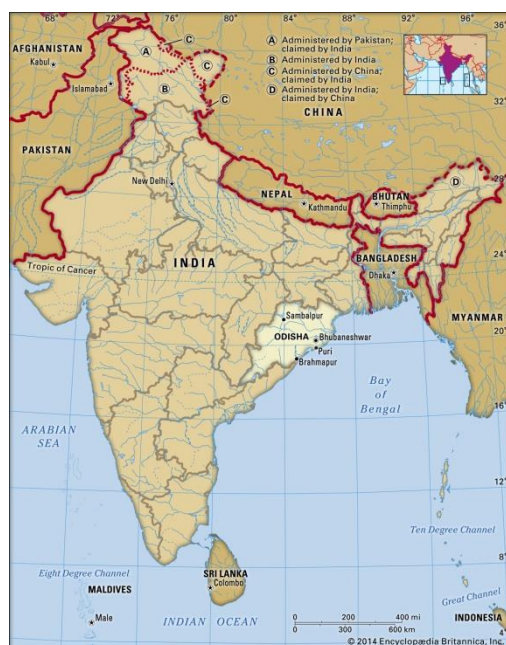 68° 72° 76° 80° 84° 88° 92° 96° 36°
AFGHANISTAN
Kabul
Islamabad
PAKISTAN
A
C
C
B
C
A Administered by Pakistan; claimed by India
B Administered by India
C Administered by China; claimed by India
D Administered by India; claimed by China
32°
CHINA
New Delhi
NEPAL
Kathmandu
BHUTAN
Thimphu
D
28°
INDIA
BANGLADESH
Dhaka
24°
Tropic of Cancer
MYANMAR
Sambalpur
ODISHA
Bhubaneshwar
Puri
Brahmapur
20°
Bay
of
Bengal
ARABIAN
SEA
16°
12°
Ten Degree Channel
8°
Eight Degree Channel
MALDIVES
Male
SRI LANKA
Colombo
INDIAN OCEAN
Great Channel
INDONESIA
4°
0 200 400 mi
0 300 600 km
© 2014 Encyclopædia Britannica, Inc.